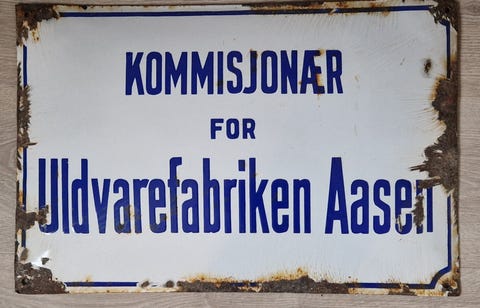 KOMMISJONÆR
FOR
Uldvarefabriken Aasen